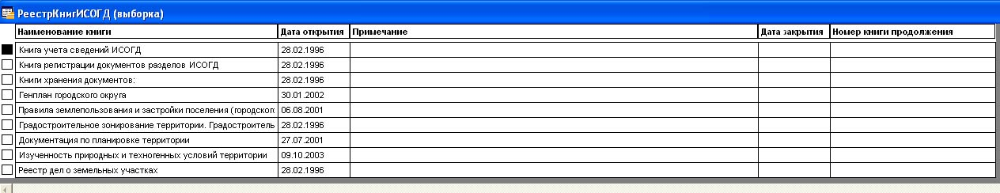 РеестрКнигИСОГД (выборка)
Наименование книги Дата открытия Примечание Дата закрытия Номер книги продолжения
Книга учета сведений ИСОГД 28.02.1996
Книга регистрации документов разделов ИСОГД 28.02.1996
Книги хранения документов: 28.02.1996
Генплан городского округа 30.01.2002
Правила землепользования и застройки поселения (городског 06.08.2001
Градостроительное зонирование территории. Градостроитель 28.02.1996
Документация по планировке территории 27.07.2001
Изученность природных и техногенных условий территории 09.10.2003
Реестр дел о земельных участках 28.02.1996